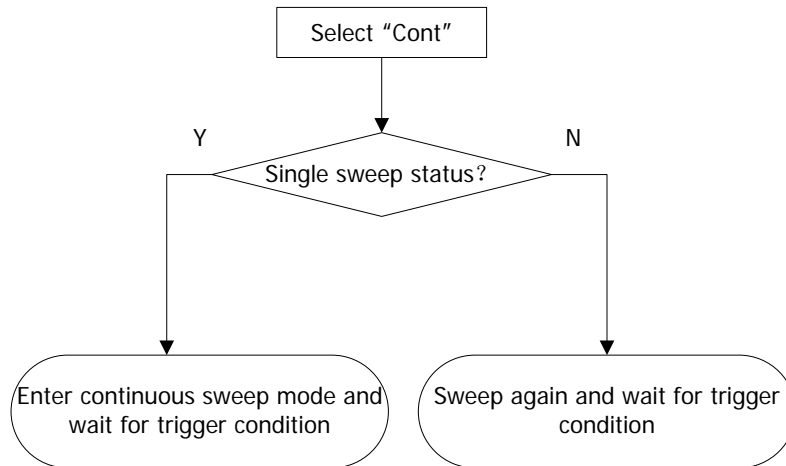 Select “Cont”
Y
N
Single sweep status？
Enter continuous sweep mode and
wait for trigger condition
Sweep again and wait for trigger
condition